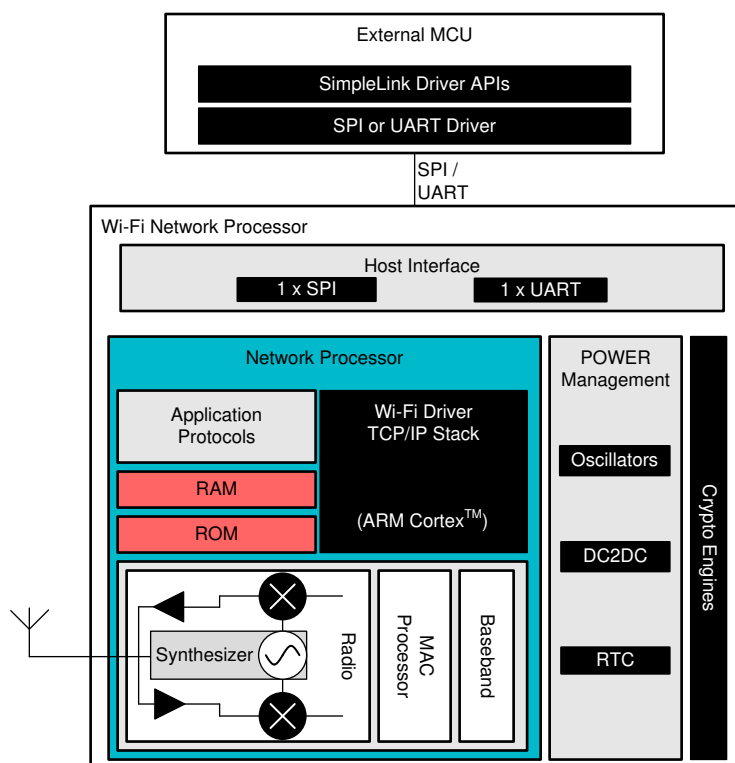 External MCU
SimpleLink Driver APIs
SPI or UART Driver
SPI /
UART
Wi-Fi Network Processor
Host Interface
1 x SPI
1 x UART
Network Processor
Application
Protocols
RAM
ROM
Wi-Fi Driver
TCP/IP Stack
(ARM Cortex™)
Synthesizer
Radio
MAC
Processor
Baseband
POWER
Management
Oscillators
DC2DC
RTC
Crypto Engines